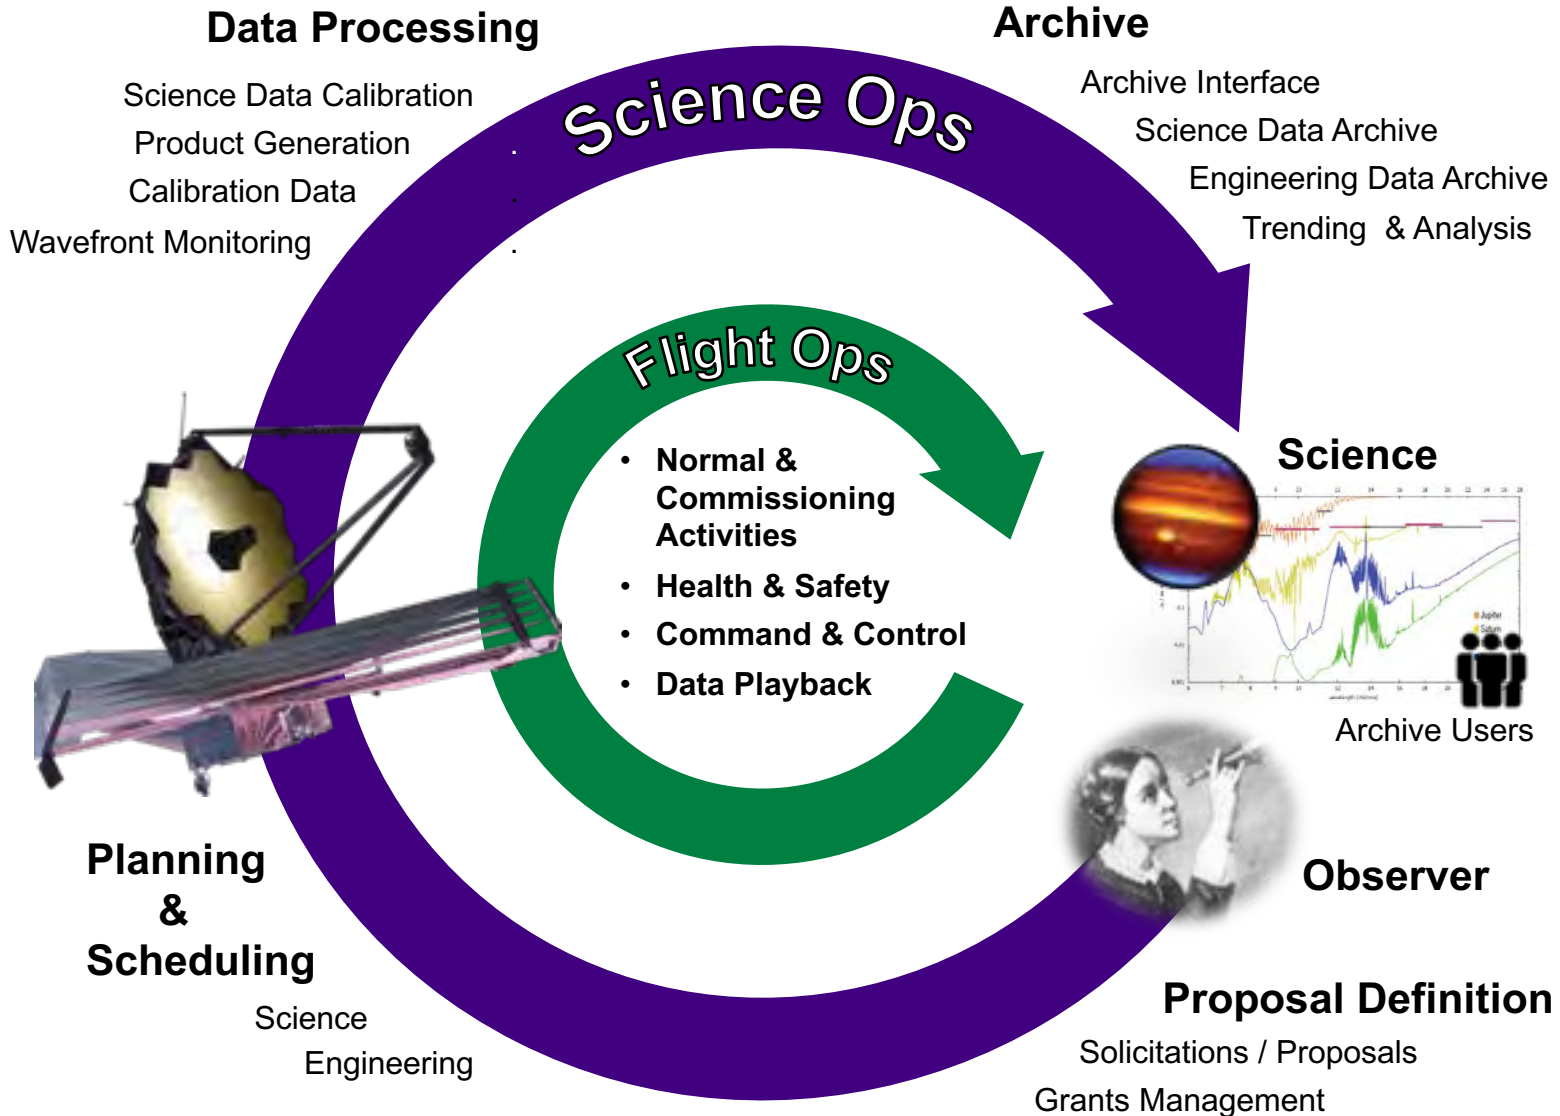 Data Processing
Science Data Calibration
Product Generation
Calibration Data
Wavefront Monitoring
Archive
Archive Interface
Science Data Archive
Engineering Data Archive
Trending & Analysis
Science Ops
Flight Ops
• Normal &
Commissioning
Activities
• Health & Safety
• Command & Control
• Data Playback
Science
Jupiter
Saturn
Archive Users
Observer
Planning
&
Scheduling
Science
Engineering
Proposal Definition
Solicitations / Proposals
Grants Management